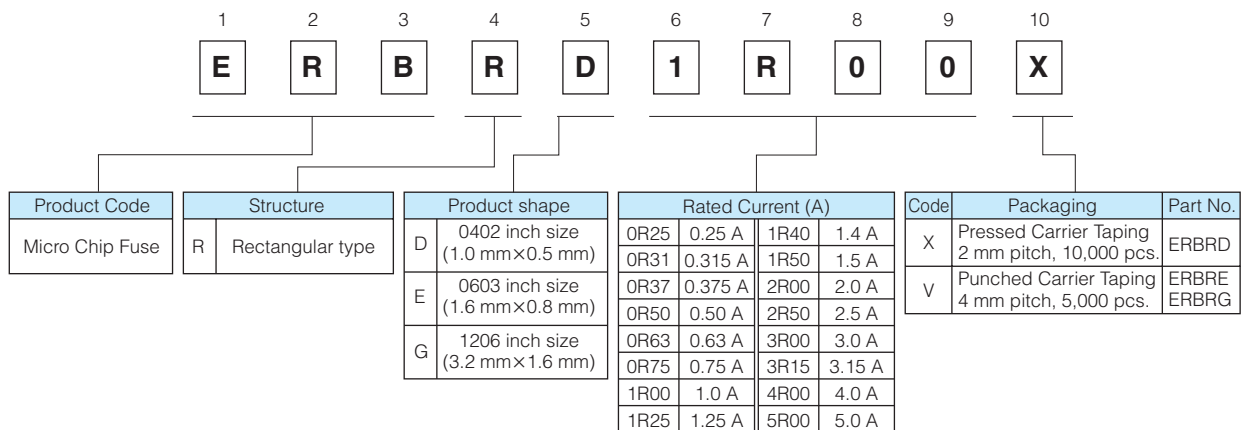 1 2 3 4 5 6 7 8 9 10
E R B R D 1 R 0 0 X
Product Code
Micro Chip Fuse
Structure
R Rectangular type
Product shape
D 0402 inch size
(1.0 mm×0.5 mm)
E 0603 inch size
(1.6 mm×0.8 mm)
G 1206 inch size
(3.2 mm×1.6 mm)
Rated Current (A)
0R25 0.25 A 1R40 1.4 A
0R31 0.315 A 1R50 1.5 A
0R37 0.375 A 2R00 2.0 A
0R50 0.50 A 2R50 2.5 A
0R63 0.63 A 3R00 3.0 A
0R75 0.75 A 3R15 3.15 A
1R00 1.0 A 4R00 4.0 A
1R25 1.25 A 5R00 5.0 A
Code Packaging Part No.
X Pressed Carrier Taping
2 mm pitch, 10,000 pcs. ERBRD
V Punched Carrier Taping ERBRE
4 mm pitch, 5,000 pcs. ERBRG